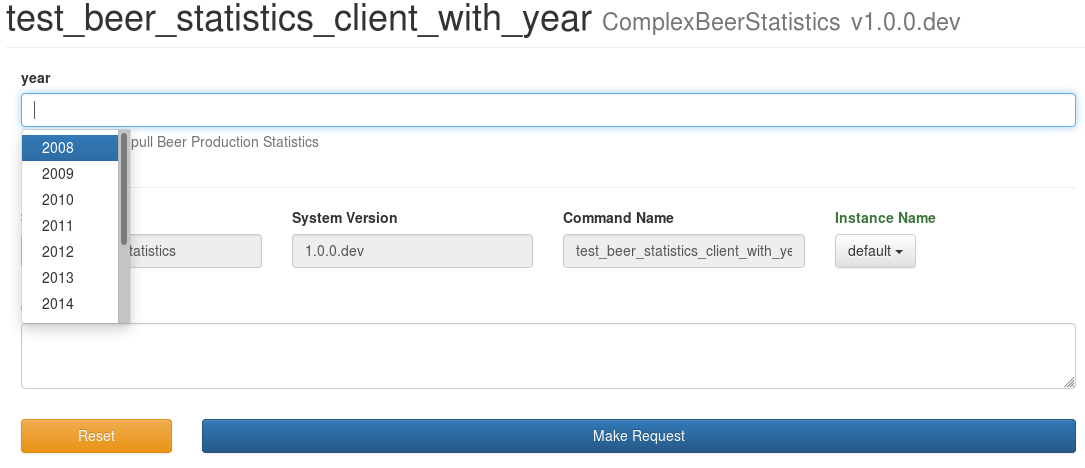 test_beer_statistics_client_with_year ComplexBeerStatistics v1.0.0.dev
year
pull Beer Production Statistics
2008
2009
2010
2011
2012
2013
2014
System Version
Command Name
Instance Name
tatistics
1.0.0.dev
test_beer_statistics_client_with_ye
default
Reset
Make Request